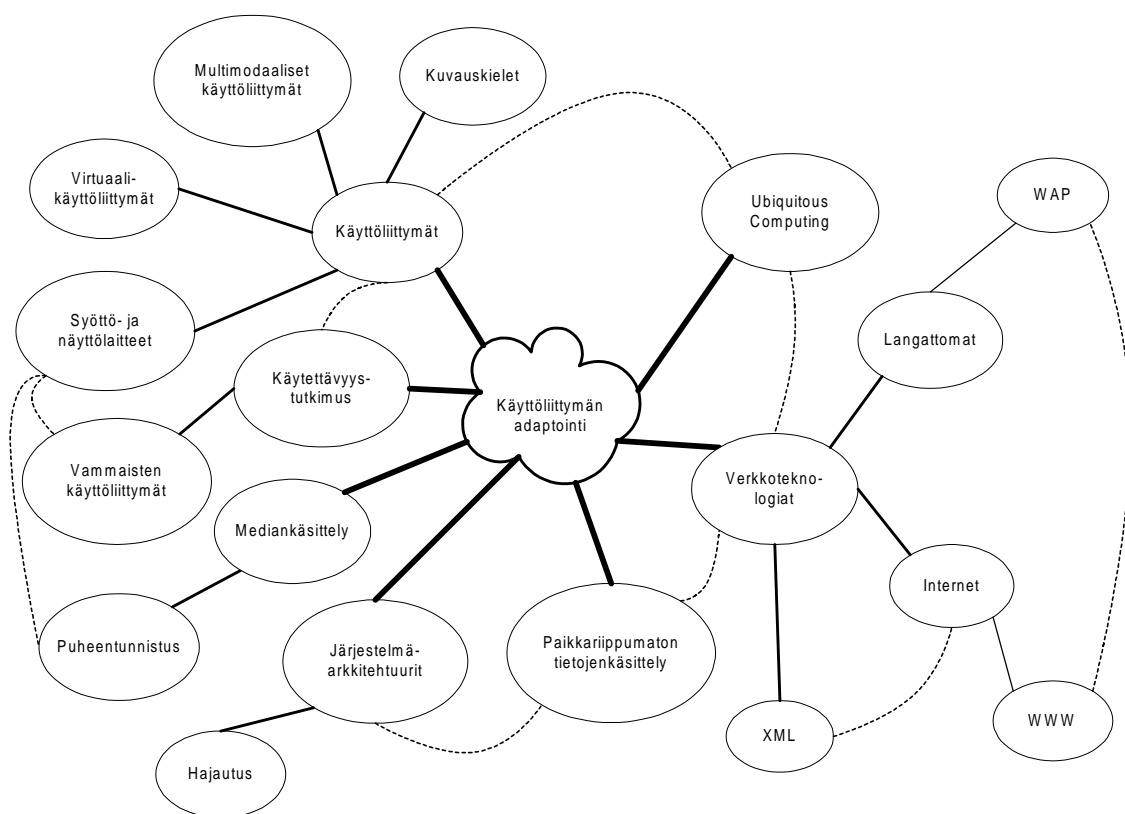 Multimodaaliset
käyttöliittymät
Kuvauskielet
Virtuaali-
käyttöliittymät
Käyttöliittymät
Ubiquitous
Computing
WAP
Syöttö- ja
näyttölaitteet
Langattomat
Käytettävyys-
tutkimus
Käyttöliittymän
adaptointi
Vammaisten
käyttöliittymät
Verkkotekno-
logiat
Mediankäsittely
Internet
Puheentunnistus
Järjestelmä-
arkkitehtuurit
Paikkariippumaton
tietojenkäsittely
XML
WWW
Hajautus